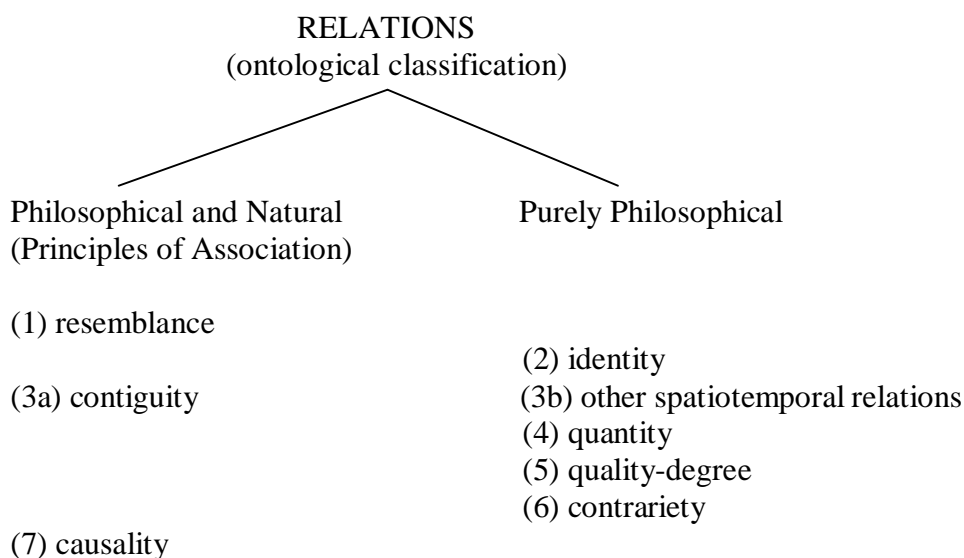 RELATIONS
(ontological classification)
Philosophical and Natural
(Principles of Association)
Purely Philosophical
(1) resemblance
(2) identity
(3a) contiguity
(3b) other spatiotemporal relations
(4) quantity
(5) quality-degree
(6) contrariety
(7) causality